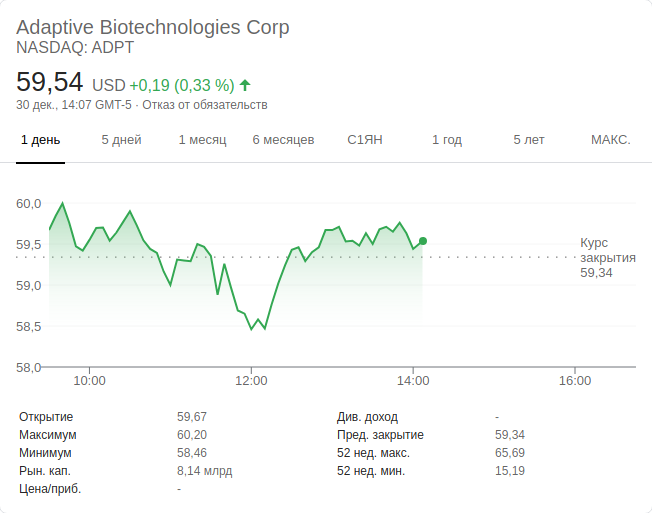 Adaptive Biotechnologies Corp
NASDAQ: ADPT
59,54 USD +0,19 (0,33 %)
30 дек., 14:07 GMT-5 · Отказ от обязательств
1 день 5 дней 1 месяц 6 месяцев С1ЯН 1 год 5 лет МАКС.
60,0
59,5
59,0
58,5
58,0
Курс
закрытия
59,34
10:00 12:00 14:00 16:00
Открытие 59,67 Див. доход -
Максимум 60,20 Пред. закрытие 59,34
Минимум 58,46 52 нед. макс. 65,69
Рын. кап. 8,14 млрд 52 нед. мин. 15,19
Цена/приб. -